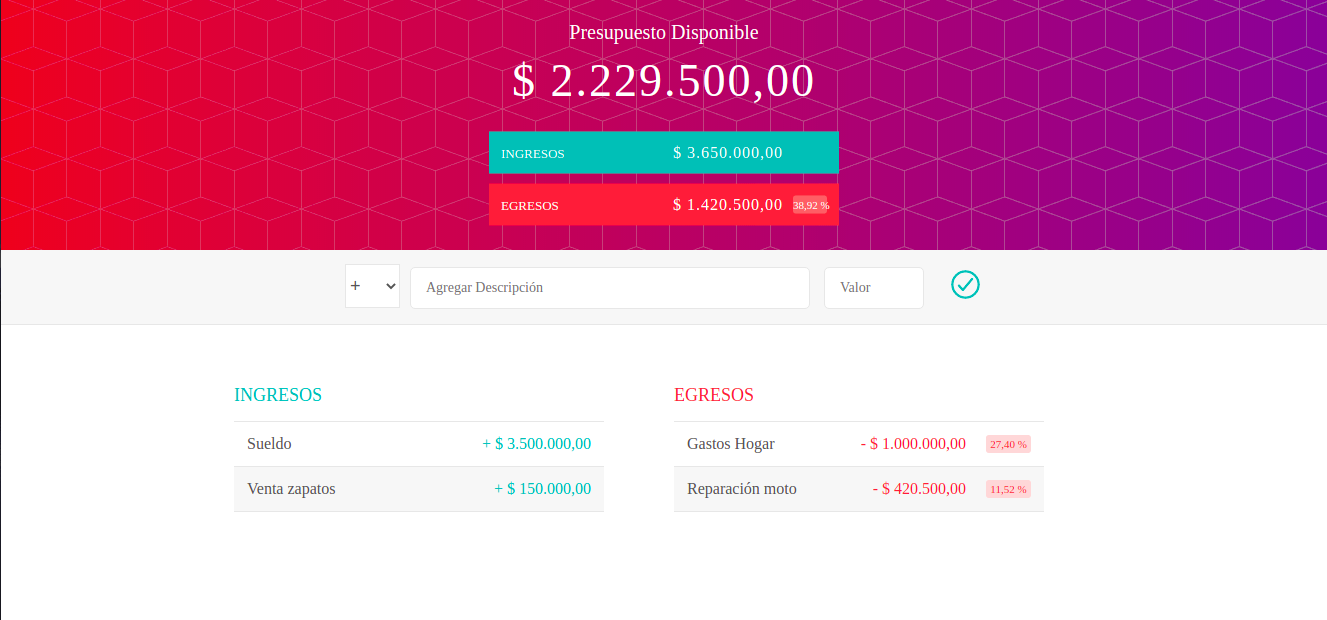 Presupuesto Disponible
$ 2.229.500,00
INGRESOS $ 3.650.000,00
EGRESOS $ 1.420.500,00 38,92 %
+ Agregar Descripción Valor
INGRESOS
Sueldo + $ 3.500.000,00
Venta zapatos + $ 150.000,00
EGRESOS
Gastos Hogar - $ 1.000.000,00 27,40 %
Reparación moto - $ 420.500,00 11,52 %